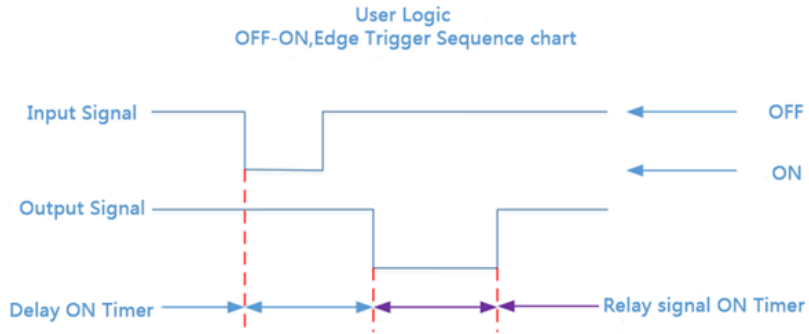 User Logic
OFF-ON,Edge Trigger Sequence chart
Input Signal
OFF
ON
Output Signal
Delay ON Timer
Relay signal ON Timer